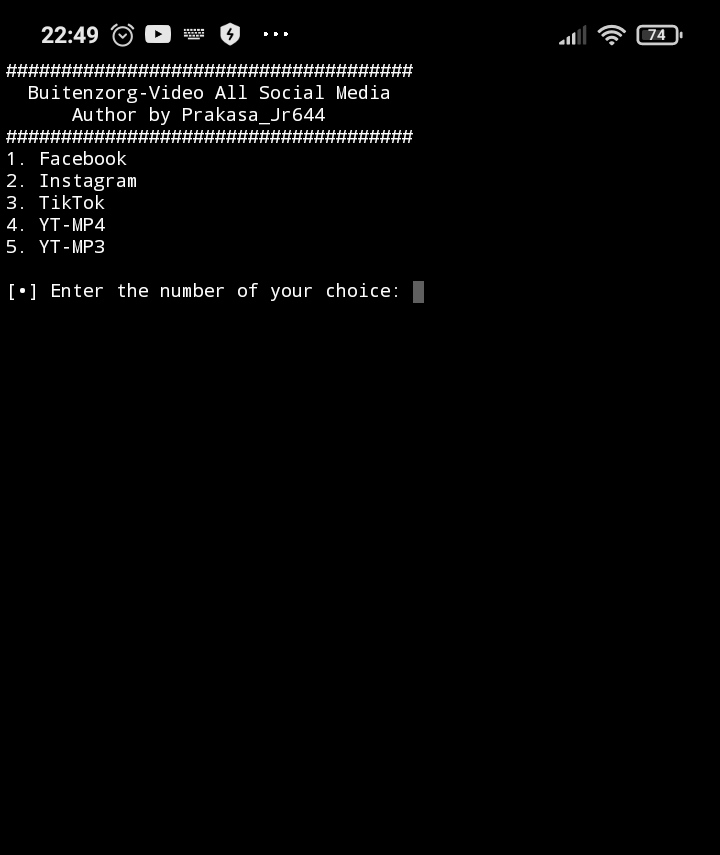 22:49 74
#####################################
Buitenzorg-Video All Social Media
Author by Prakasa_Jr644
#####################################
1. Facebook
2. Instagram
3. TikTok
4. YT-MP4
5. YT-MP3
[•] Enter the number of your choice: